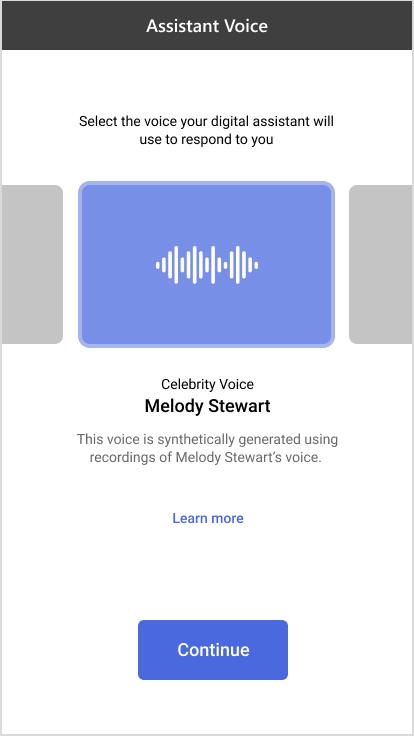 Assistant Voice
Select the voice your digital assistant will
use to respond to you
Celebrity Voice
Melody Stewart
This voice is synthetically generated using
recordings of Melody Stewart's voice.
Learn more
Continue